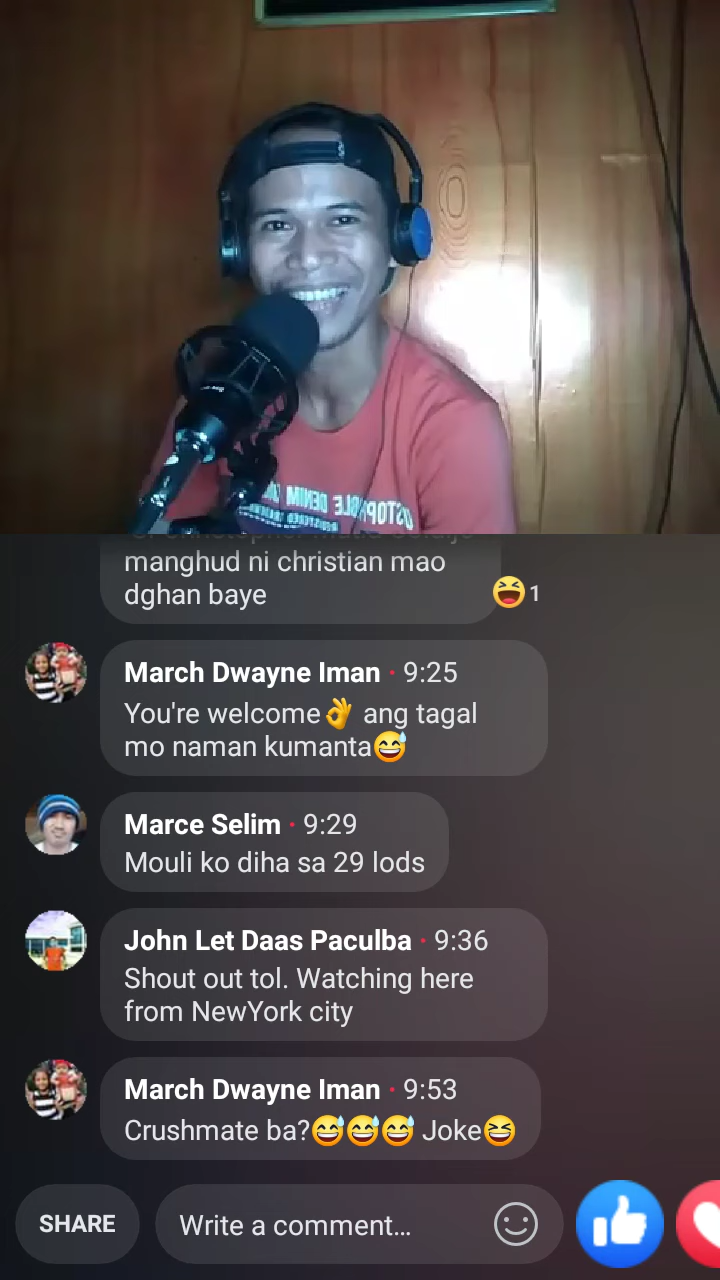 manghud ni christian mao
dghan baye
1
March Dwayne Iman · 9:25
You're welcome👌 ang tagal
mo naman kumanta😅
Marce Selim · 9:29
Mouli ko diha sa 29 lods
John Let Daas Paculba · 9:36
Shout out tol. Watching here
from NewYork city
March Dwayne Iman · 9:53
Crushmate ba?😅😅😅 Joke😆
SHARE
Write a comment...